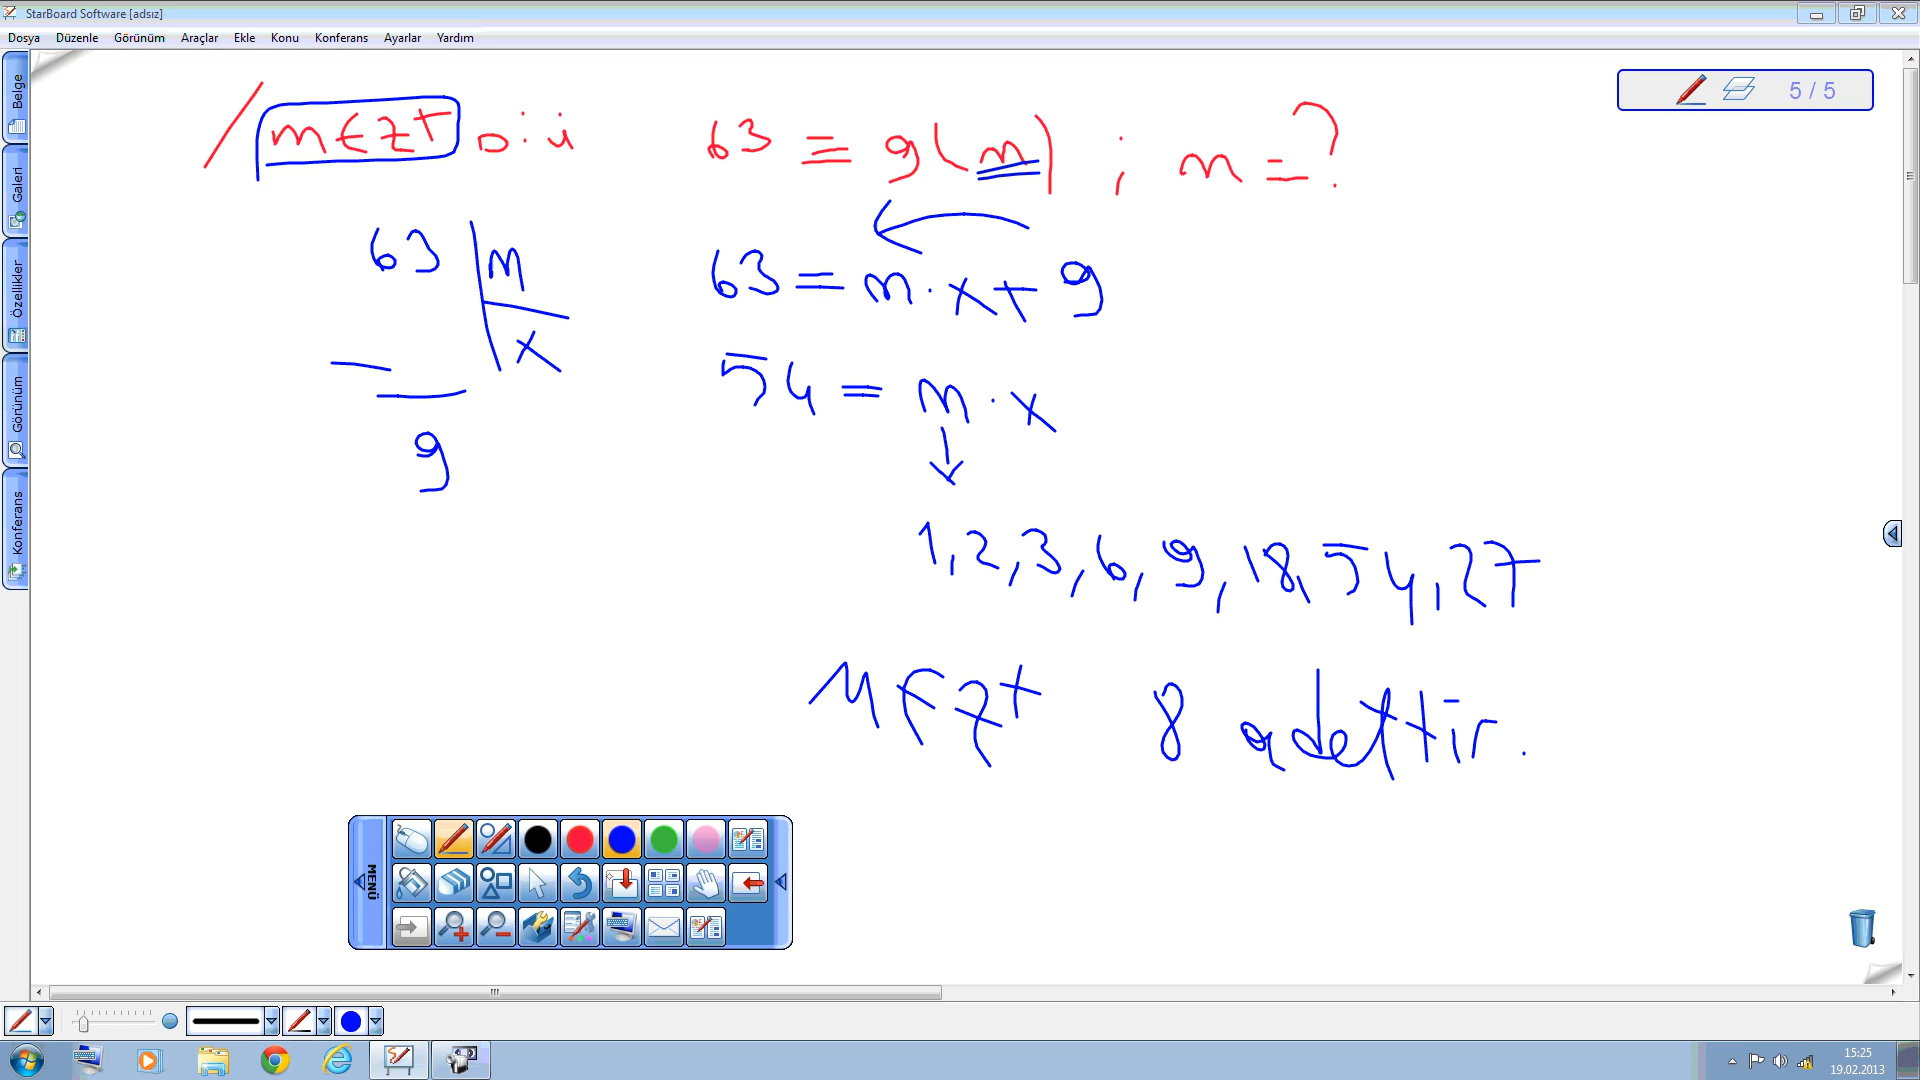 StarBoard Software [adsız]
Dosya Düzenle Görünüm Araçlar Ekle Konu Konferans Ayarlar Yardım
Belge
Galeri
Özellikler
Görünüm
Konferans
5 / 5
/ m ∈ Z+ o.ü 63 ≡ 9 (m) ; m = ?
63 | m
x
9
63 = m · x + 9
54 = m · x
1, 2, 3, 6, 9, 18, 54, 27
m ∈ Z+ 8 adettir.
MENÜ
15:25
19.02.2013